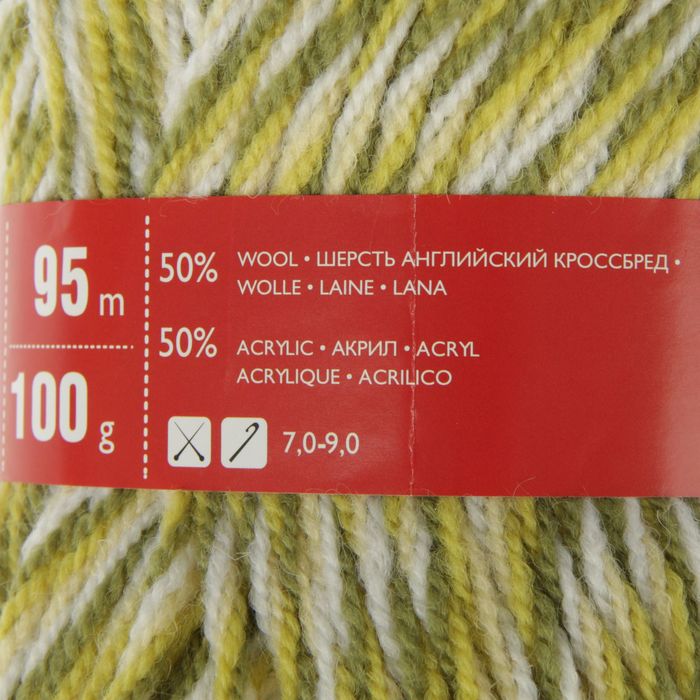 95 m
100 g
50% WOOL • ШЕРСТЬ АНГЛИЙСКИЙ КРОССБРЕД •
WOLLE • LAINE • LANA
50% ACRYLIC • АКРИЛ • ACRYL
ACRYLIQUE • ACRILICO
7,0-9,0